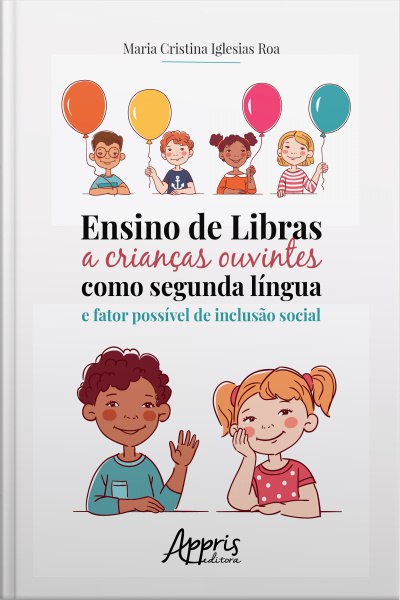 Maria Cristina Iglesias Roa
Ensino de Libras
a crianças ouvintes
como segunda língua
e fator possível de inclusão social
Appris
editora